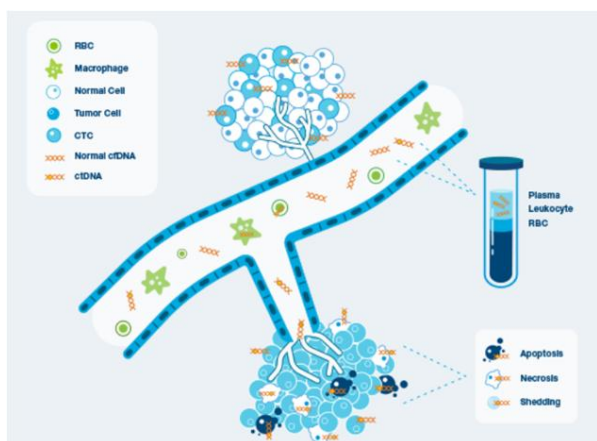 RBC
Macrophage
Normal Cell
Tumor Cell
CTC
Normal cfDNA
ctDNA
Plasma
Leukocyte
RBC
Apoptosis
Necrosis
Shedding